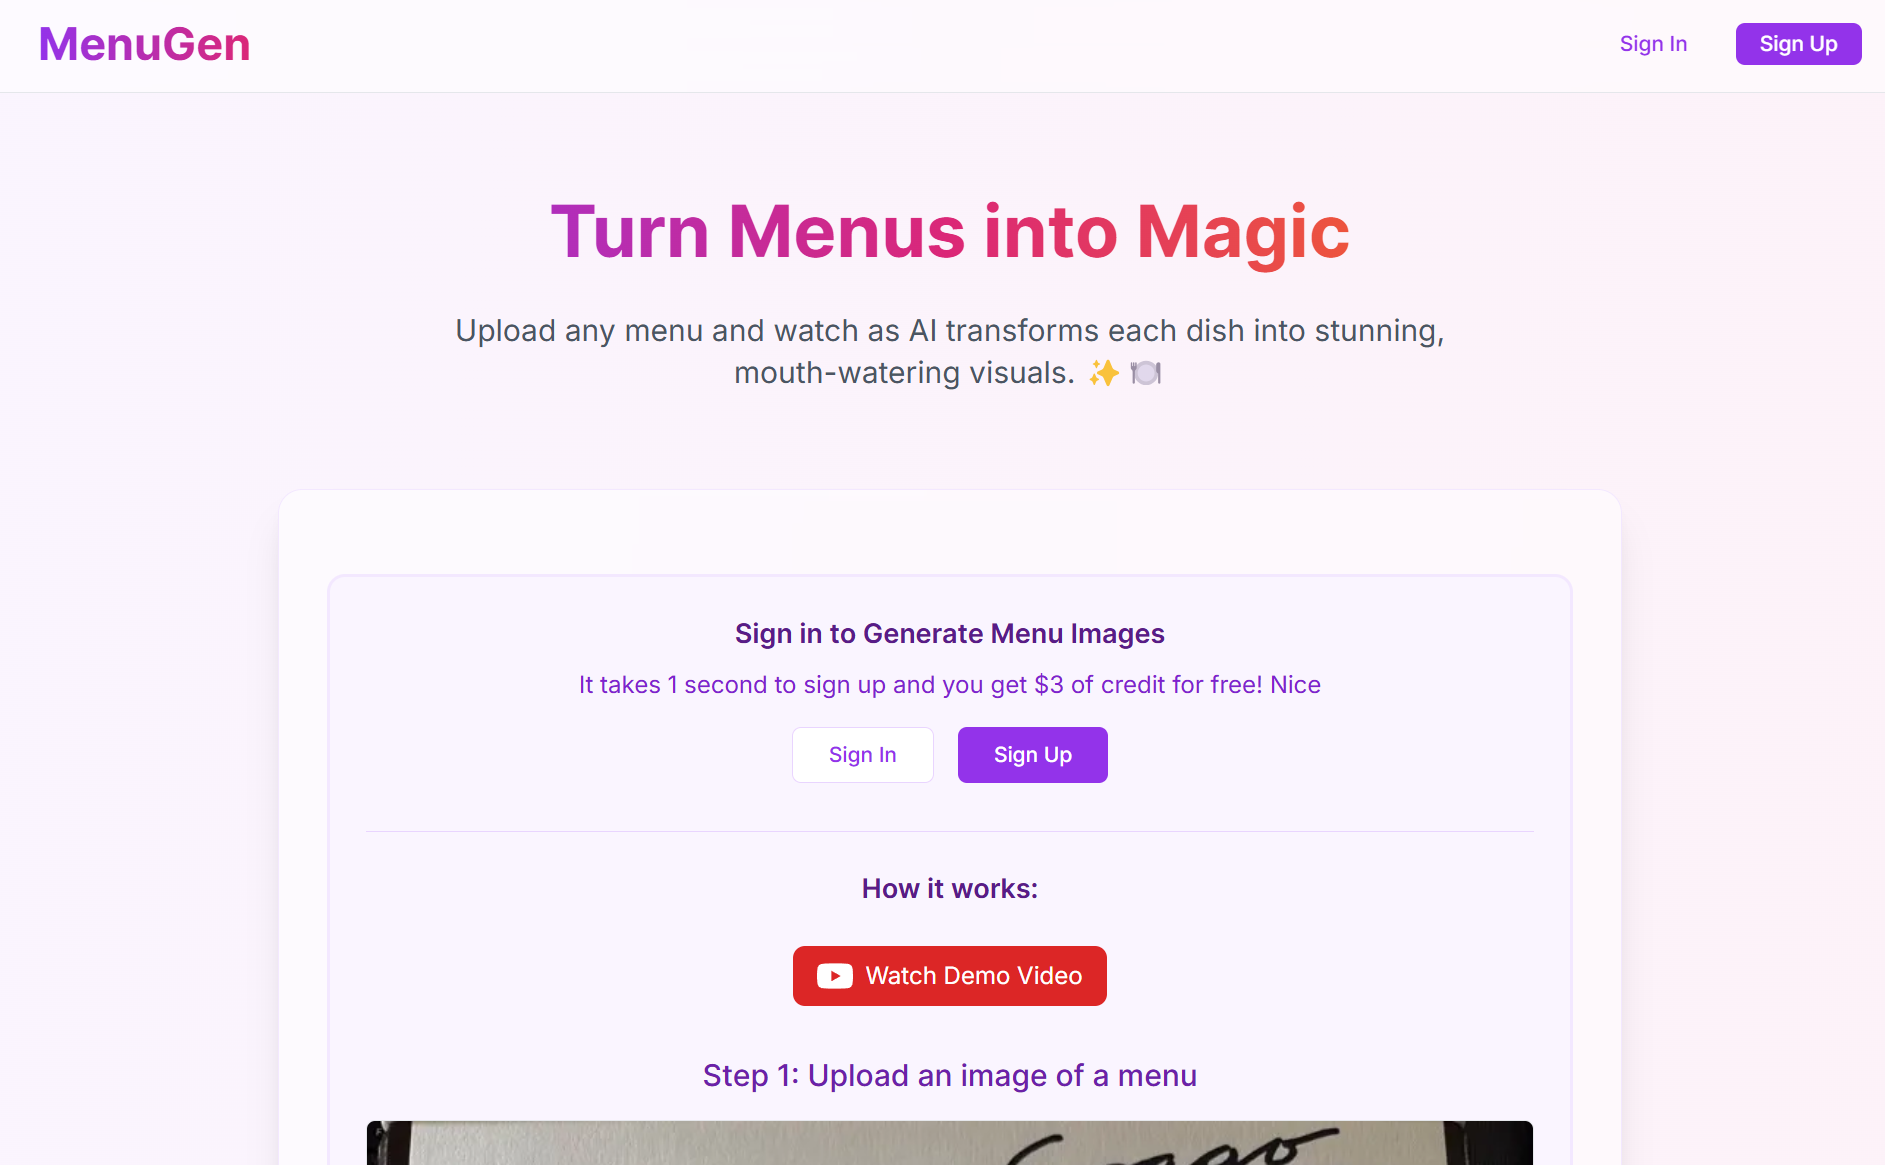 MenuGen
Sign In
Sign Up
Turn Menus into Magic
Upload any menu and watch as AI transforms each dish into stunning,
mouth-watering visuals. ✨ 🍽️
Sign in to Generate Menu Images
It takes 1 second to sign up and you get $3 of credit for free! Nice
Sign In
Sign Up
How it works:
Watch Demo Video
Step 1: Upload an image of a menu